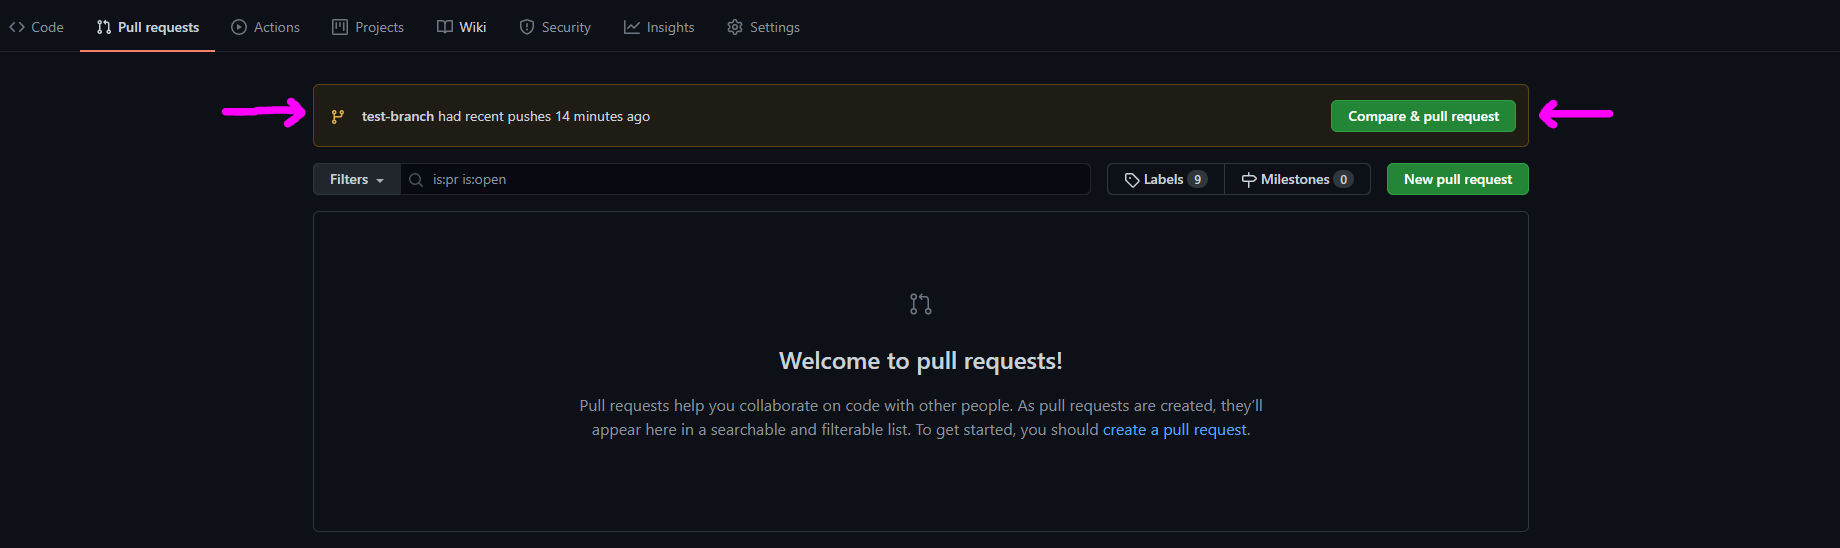 Code Pull requests Actions Projects Wiki Security Insights Settings
test-branch had recent pushes 14 minutes ago Compare & pull request
Filters is:pr is:open Labels 9 Milestones 0 New pull request
Welcome to pull requests!
Pull requests help you collaborate on code with other people. As pull requests are created, they’ll
appear here in a searchable and filterable list. To get started, you should create a pull request.